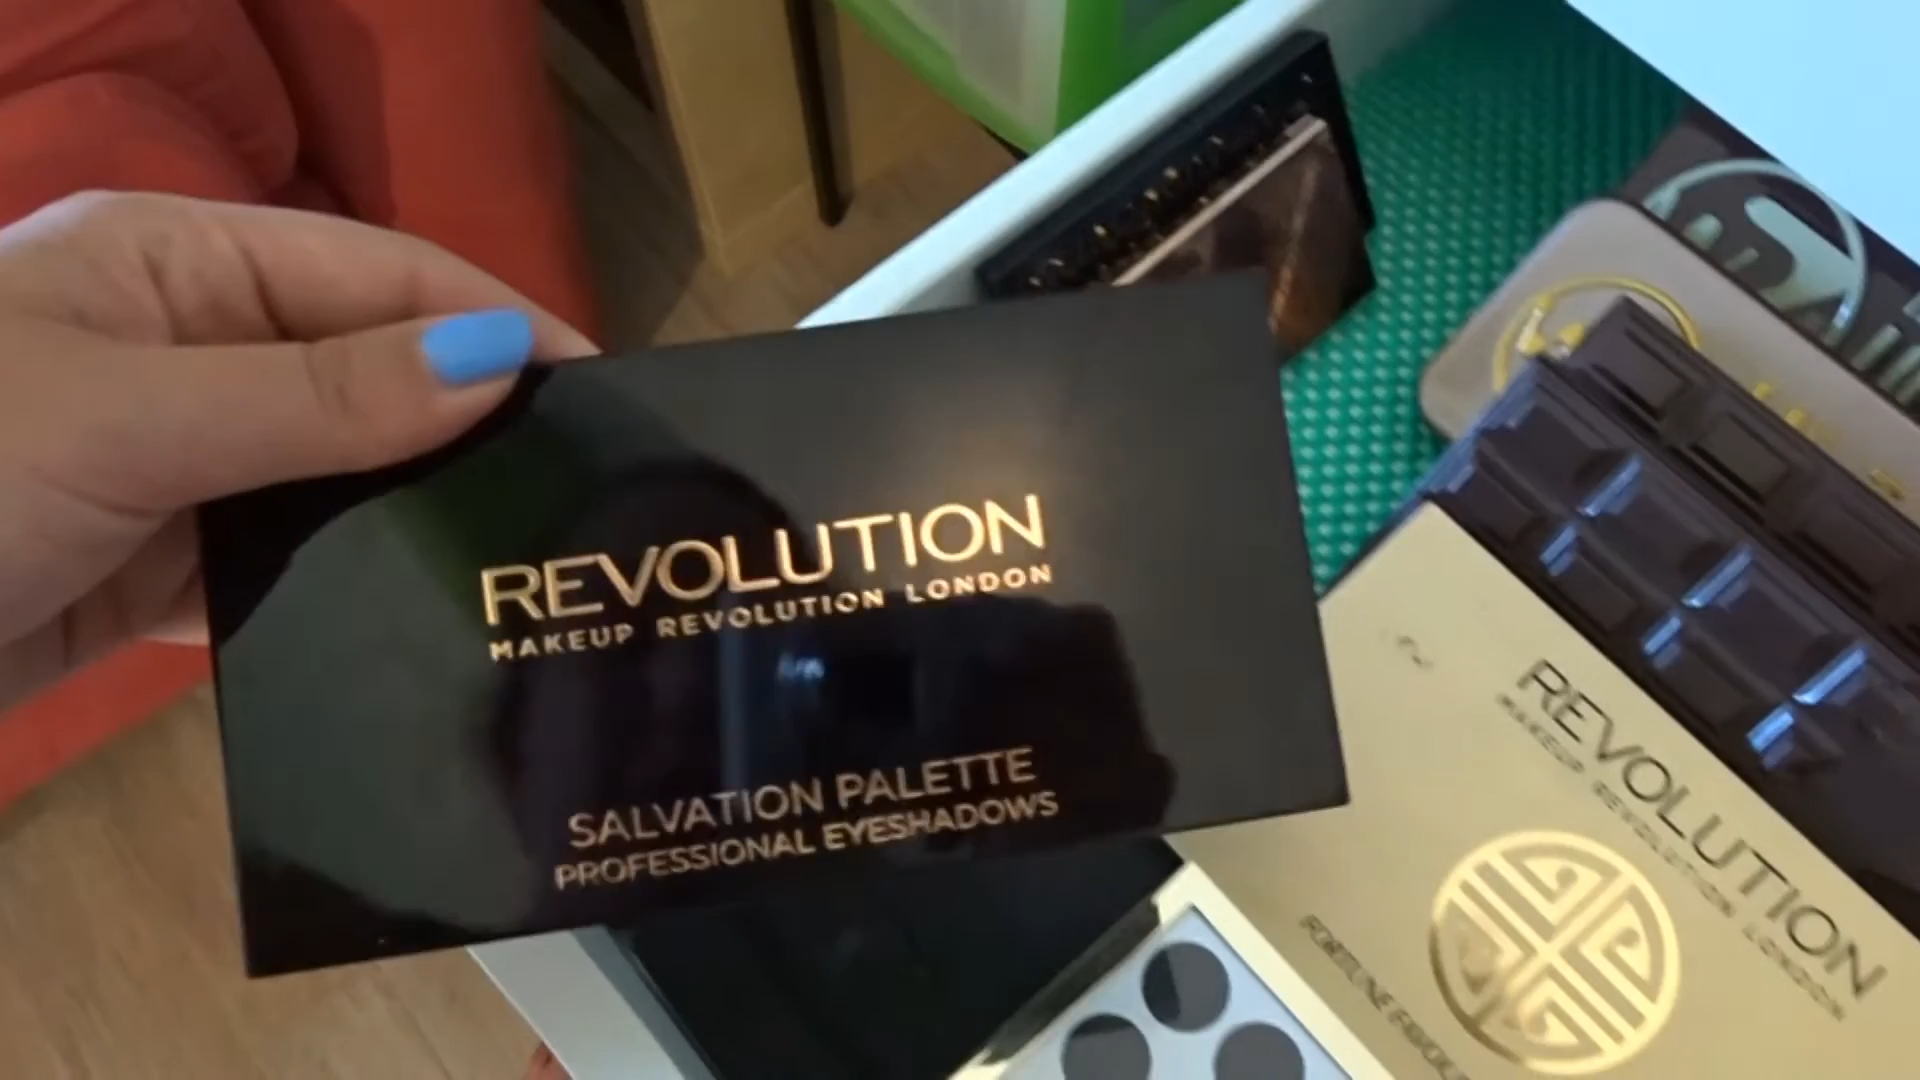 REVOLUTION
MAKEUP REVOLUTION LONDON
SALVATION PALETTE
PROFESSIONAL EYESHADOWS
REVOLUTION
MAKEUP REVOLUTION LONDON